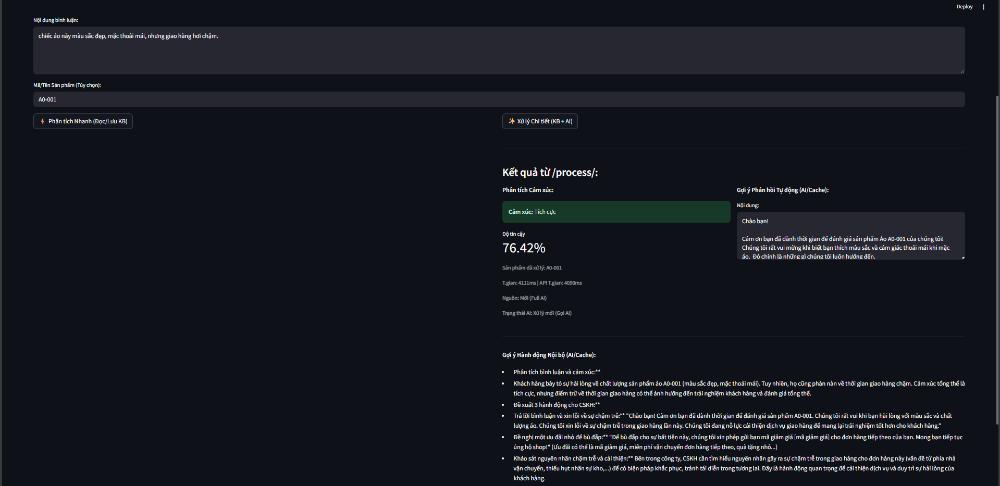 Deploy
Nội dung bình luận:
chiếc áo này màu sắc đẹp, mặc thoải mái, nhưng giao hàng hơi chậm.
Mã/Tên Sản phẩm (Tùy chọn):
A0-001
Phân tích Nhanh (Đọc/Lưu KB)
Xử lý Chi tiết (KB + AI)
Kết quả từ /process/:
Phân tích Cảm xúc:
Cảm xúc: Tích cực
Độ tin cậy
76.42%
Sản phẩm đã xử lý: A0-001
T.gian: 4111ms | API T.gian: 4090ms
Nguồn: Mới (Full AI)
Trạng thái AI: Xử lý mới (Gọi AI)
Gợi ý Phản hồi Tự động (AI/Cache):
Nội dung:
Chào bạn!
Cảm ơn bạn đã dành thời gian để đánh giá sản phẩm Áo A0-001 của chúng tôi!
Chúng tôi rất vui mừng khi biết bạn thích màu sắc và cảm giác thoải mái khi mặc
áo.  Đó chính là những gì chúng tôi luôn hướng đến.
Gợi ý Hành động Nội bộ (AI/Cache):
• Phân tích bình luận và cảm xúc:**
• Khách hàng bày tỏ sự hài lòng về chất lượng sản phẩm áo A0-001 (màu sắc đẹp, mặc thoải mái). Tuy nhiên, họ cũng phàn nàn về thời gian giao hàng chậm. Cảm xúc tổng thể là
tích cực, nhưng điểm trừ về thời gian giao hàng có thể ảnh hưởng đến trải nghiệm khách hàng và đánh giá tổng thể.
• Đề xuất 3 hành động cho CSKH:**
• Trả lời bình luận và xin lỗi về sự chậm trễ:** "Chào bạn! Cảm ơn bạn đã dành thời gian để đánh giá sản phẩm A0-001. Chúng tôi rất vui khi bạn hài lòng với màu sắc và chất
lượng áo. Chúng tôi xin lỗi về sự chậm trễ trong giao hàng lần này. Chúng tôi đang nỗ lực cải thiện dịch vụ giao hàng để mang lại trải nghiệm tốt hơn cho khách hàng."
• Đề nghị một ưu đãi nhỏ để bù đắp:** "Để bù đắp cho sự bất tiện này, chúng tôi xin phép gửi bạn mã giảm giá [mã giảm giá] cho đơn hàng tiếp theo của bạn. Mong bạn tiếp tục
ủng hộ shop!" (Ưu đãi có thể là mã giảm giá, miễn phí vận chuyển đơn hàng tiếp theo, quà tặng nhỏ...)
• Khảo sát nguyên nhân chậm trễ và cải thiện:** Bên trong công ty, CSKH cần tìm hiểu nguyên nhân gây ra sự chậm trễ trong giao hàng cho đơn hàng này (vấn đề từ phía nhà
vận chuyển, thiếu hụt nhân sự kho,...) để có biện pháp khắc phục, tránh tái diễn trong tương lai. Đây là hành động quan trọng để cải thiện dịch vụ và duy trì sự hài lòng của
khách hàng.